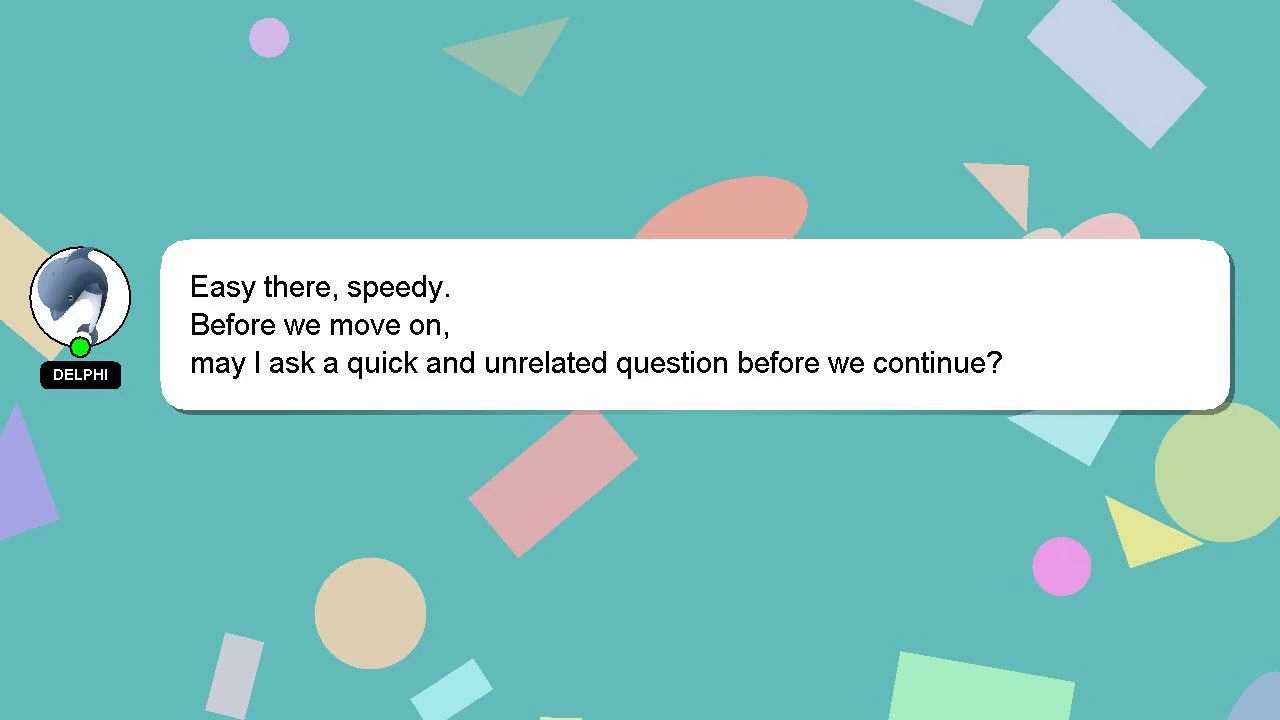 Easy there, speedy.
Before we move on,
may I ask a quick and unrelated question before we continue?
DELPHI